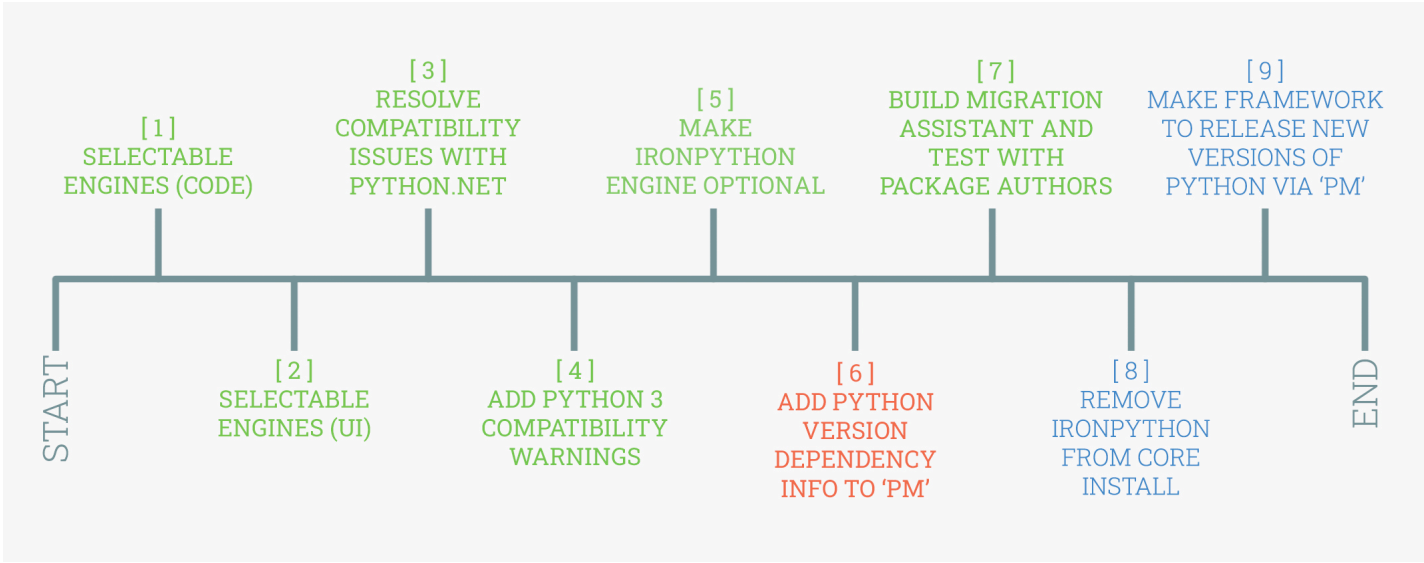 START
[ 1 ]
SELECTABLE
ENGINES (CODE)
[ 2 ]
SELECTABLE
ENGINES (UI)
[ 3 ]
RESOLVE
COMPATIBILITY
ISSUES WITH
PYTHON.NET
[ 4 ]
ADD PYTHON 3
COMPATIBILITY
WARNINGS
[ 5 ]
MAKE
IRONPYTHON
ENGINE OPTIONAL
[ 6 ]
ADD PYTHON
VERSION
DEPENDENCY
INFO TO ‘PM’
[ 7 ]
BUILD MIGRATION
ASSISTANT AND
TEST WITH
PACKAGE AUTHORS
[ 8 ]
REMOVE
IRONPYTHON
FROM CORE
INSTALL
[ 9 ]
MAKE FRAMEWORK
TO RELEASE NEW
VERSIONS OF
PYTHON VIA ‘PM’
END